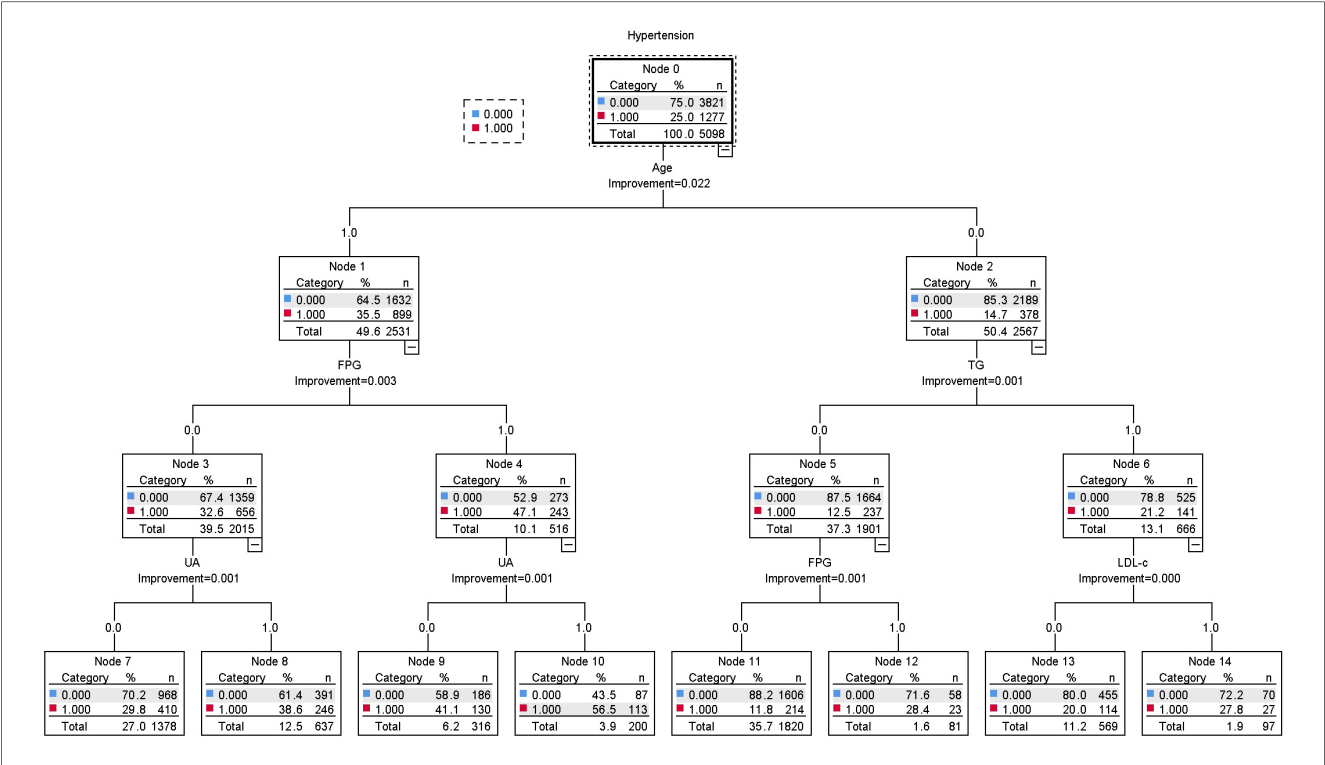 Hypertension
Node 0
Category % n
0.000 75.0 3821
1.000 25.0 1277
Total 100.0 5098
0.000
1.000
Age
Improvement=0.022
1.0
0.0
Node 1
Category % n
0.000 64.5 1632
1.000 35.5 899
Total 49.6 2531
Node 2
Category % n
0.000 85.3 2189
1.000 14.7 378
Total 50.4 2567
FPG
Improvement=0.003
TG
Improvement=0.001
0.0
1.0
0.0
1.0
Node 3
Category % n
0.000 67.4 1359
1.000 32.6 656
Total 39.5 2015
Node 4
Category % n
0.000 52.9 273
1.000 47.1 243
Total 10.1 516
Node 5
Category % n
0.000 87.5 1664
1.000 12.5 237
Total 37.3 1901
Node 6
Category % n
0.000 78.8 525
1.000 21.2 141
Total 13.1 666
UA
Improvement=0.001
UA
Improvement=0.001
FPG
Improvement=0.001
LDL-c
Improvement=0.000
0.0
1.0
0.0
1.0
0.0
1.0
0.0
1.0
Node 7
Category % n
0.000 70.2 968
1.000 29.8 410
Total 27.0 1378
Node 8
Category % n
0.000 61.4 391
1.000 38.6 246
Total 12.5 637
Node 9
Category % n
0.000 58.9 186
1.000 41.1 130
Total 6.2 316
Node 10
Category % n
0.000 43.5 87
1.000 56.5 113
Total 3.9 200
Node 11
Category % n
0.000 88.2 1606
1.000 11.8 214
Total 35.7 1820
Node 12
Category % n
0.000 71.6 58
1.000 28.4 23
Total 1.6 81
Node 13
Category % n
0.000 80.0 455
1.000 20.0 114
Total 11.2 569
Node 14
Category % n
0.000 72.2 70
1.000 27.8 27
Total 1.9 97